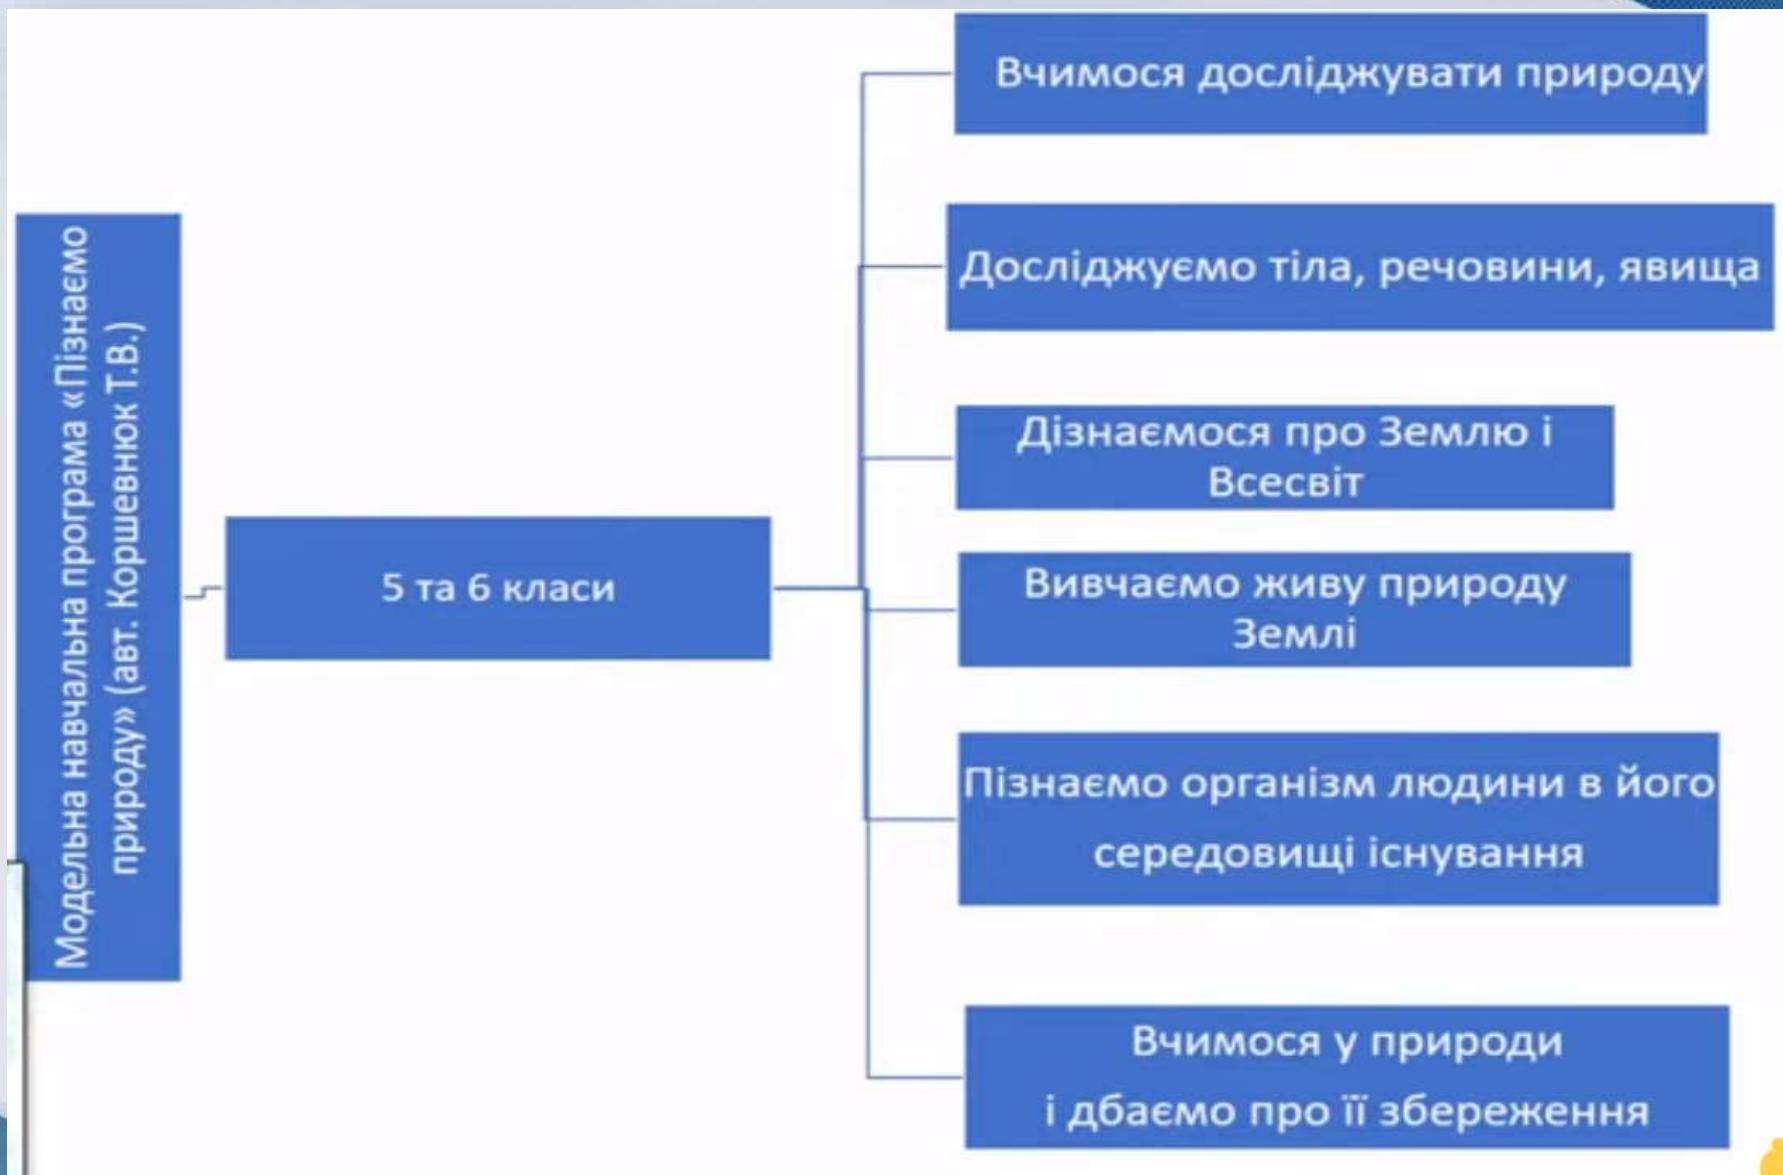 Модельна навчальна програма «Пізнаємо
природу» (авт. Коршевнюк Т.В.)
5 та 6 класи
Вчимося досліджувати природу
Досліджуємо тіла, речовини, явища
Дізнаємося про Землю і
Всесвіт
Вивчаємо живу природу
Землі
Пізнаємо організм людини в його
середовищі існування
Вчимося у природи
і дбаємо про її збереження